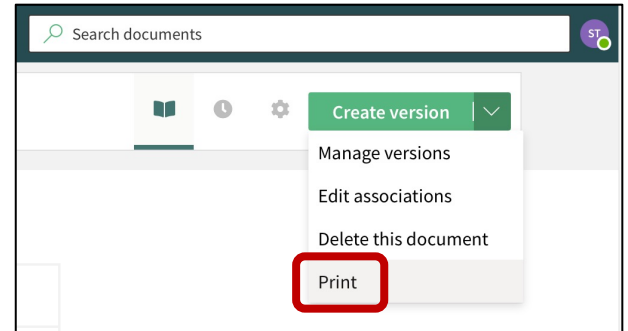 Search documents
ST
Create version
Manage versions
Edit associations
Delete this document
Print